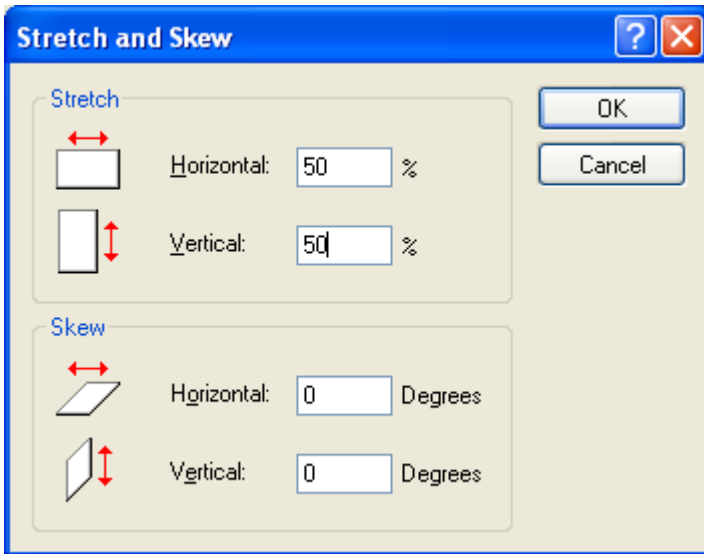 Stretch and Skew
?
Stretch
OK
Horizontal: 50 %
Cancel
Vertical: 50 %
Skew
Horizontal: 0 Degrees
Vertical: 0 Degrees